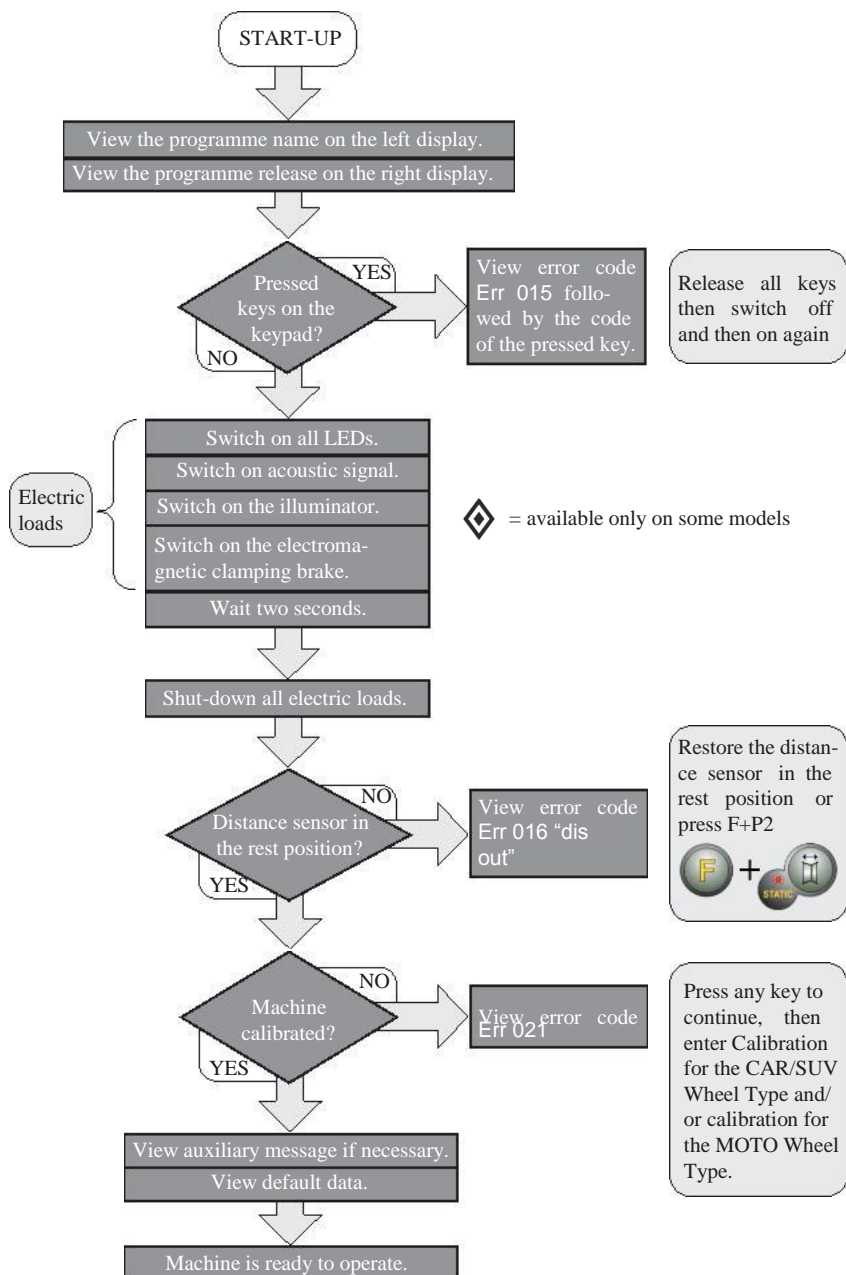 START-UP
View the programme name on the left display.
View the programme release on the right display.
Pressed
keys on the
keypad?
YES
NO
View error code
Err 015 follo-
wed by the code
of the pressed key.
Release all keys
then switch off
and then on again
Electric
loads
Switch on all LEDs.
Switch on acoustic signal.
Switch on the illuminator.
Switch on the electroma-
gnetic clamping brake.
Wait two seconds.
= available only on some models
Shut-down all electric loads.
Distance sensor in
the rest position?
NO
YES
View error code
Err 016 “dis
out”
Restore the distan-
ce sensor in the
rest position or
press F+P2
F + STATIC
Machine
calibrated?
NO
YES
View error code
Err 021
Press any key to
continue, then
enter Calibration
for the CAR/SUV
Wheel Type and/
or calibration for
the MOTO Wheel
Type.
View auxiliary message if necessary.
View default data.
Machine is ready to operate.